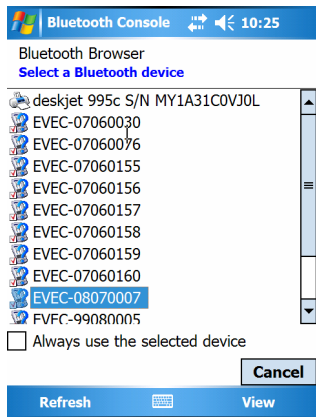 Bluetooth Console 10:25
Bluetooth Browser
Select a Bluetooth device
deskjet 995c S/N MY1A31C0VJ0L
EVEC-07060030
EVEC-07060076
EVEC-07060155
EVEC-07060156
EVEC-07060157
EVEC-07060158
EVEC-07060159
EVEC-07060160
EVEC-08070007
EVEC-99080005
Always use the selected device
Cancel
Refresh View